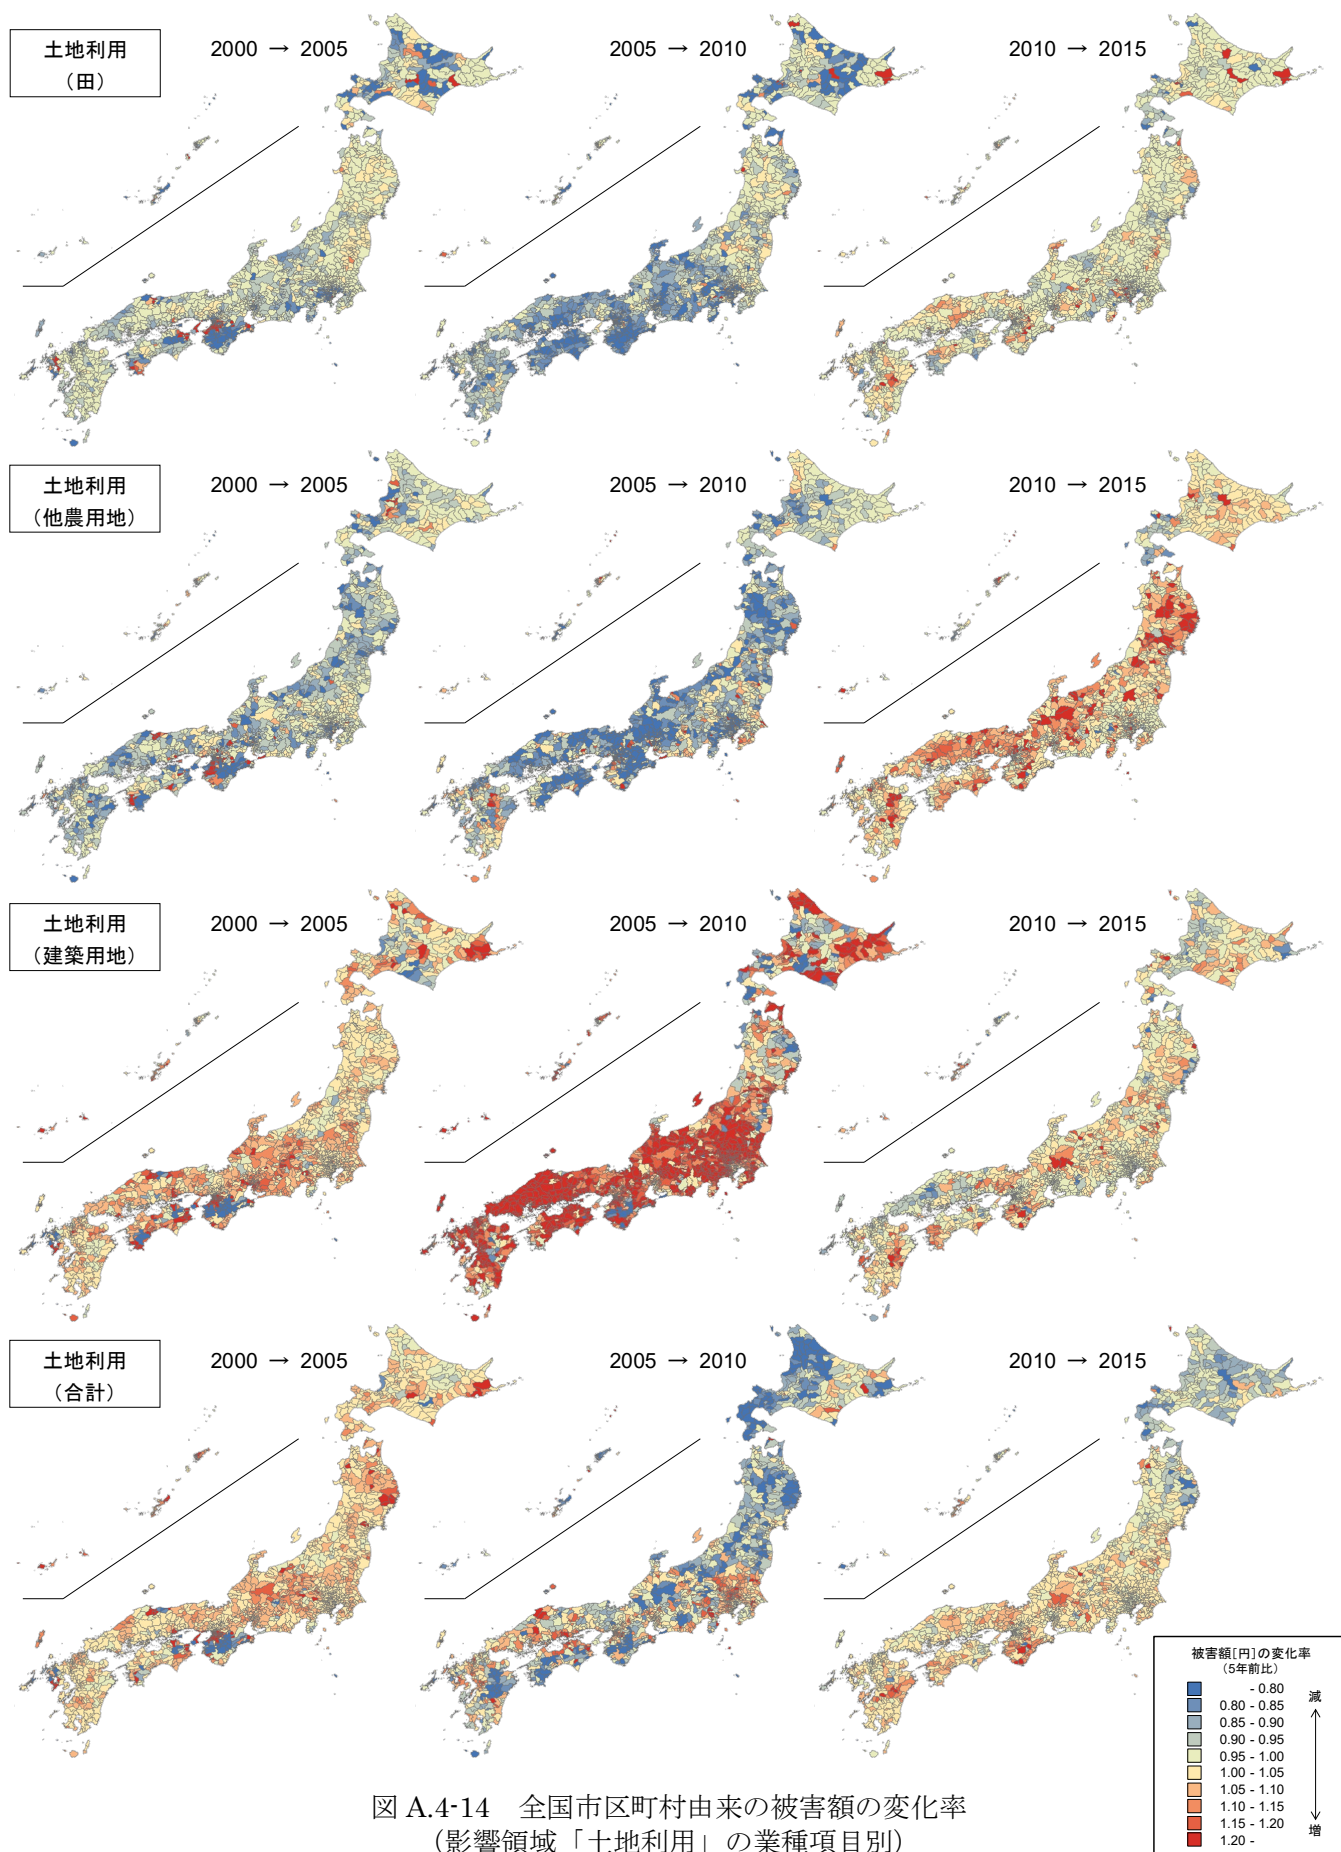 土地利用
（田）
2000 → 2005
2005 → 2010
2010 → 2015
土地利用
（他農用地）
2000 → 2005
2005 → 2010
2010 → 2015
土地利用
（建築用地）
2000 → 2005
2005 → 2010
2010 → 2015
土地利用
（合計）
2000 → 2005
2005 → 2010
2010 → 2015
被害額[円]の変化率
（5年前比）
- 0.80
0.80 - 0.85
0.85 - 0.90
0.90 - 0.95
0.95 - 1.00
1.00 - 1.05
1.05 - 1.10
1.10 - 1.15
1.15 - 1.20
1.20 -
減
増
図 A.4-14　全国市区町村由来の被害額の変化率
（影響領域「土地利用」の業種項目別）